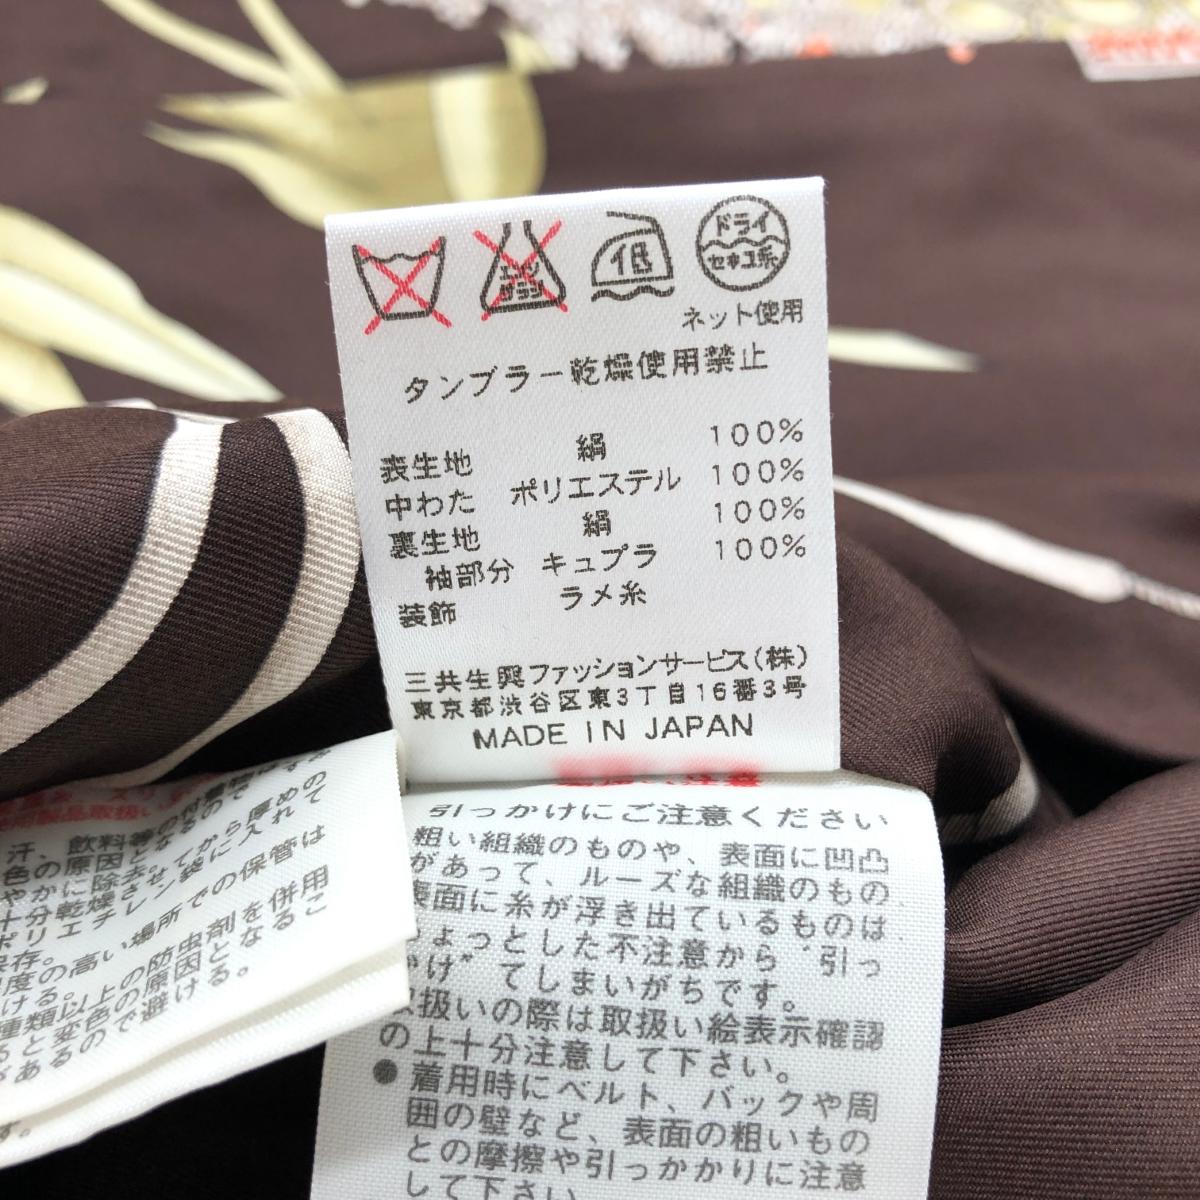 エンソ
サラシ
低
ドライ
セキユ系
ネット使用
タンブラー乾燥使用禁止
表生地 絹 100%
中わた ポリエステル 100%
裏生地 絹 100%
袖部分 キュプラ 100%
装飾 ラメ糸
三共生興ファッションサービス(株)
東京都渋谷区東3丁目16番3号
MADE IN JAPAN
引っかけにご注意ください
粗い組織のものや、表面に凹凸
があって、ルーズな組織のもの
表面に糸が浮き出ているものは
ちょっとした不注意から“引っ
かけ”てしまいがちです。
取扱いの際は取扱い絵表示確認
の上十分注意して下さい。
●着用時にベルト、バックや周
囲の壁など、表面の粗いもの
との摩擦や引っかかりに注意
して下さい。
汗、飲料等の付着物は
色の原因となるので
やかに除去。
十分乾燥させてから厚めの
ポリエチレン袋に入れて
保存。
湿度の高い場所での保管は
ける。
種類以上の防虫剤を併用
ると変色の原因となるこ
があるので避ける。
す。